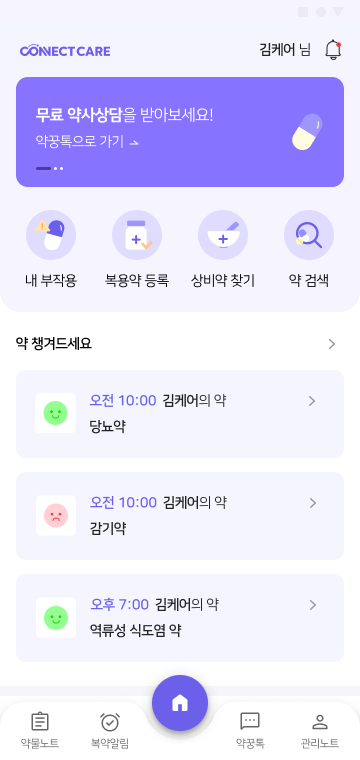 CONNECT CARE
김케어 님
무료 약사상담을 받아보세요!
약꿍톡으로 가기
내 부작용
복용약 등록
상비약 찾기
약 검색
약 챙겨드세요
오전 10:00 김케어의 약
당뇨약
오전 10:00 김케어의 약
감기약
오후 7:00 김케어의 약
역류성 식도염 약
약물노트
복약알림
약꿍톡
관리노트